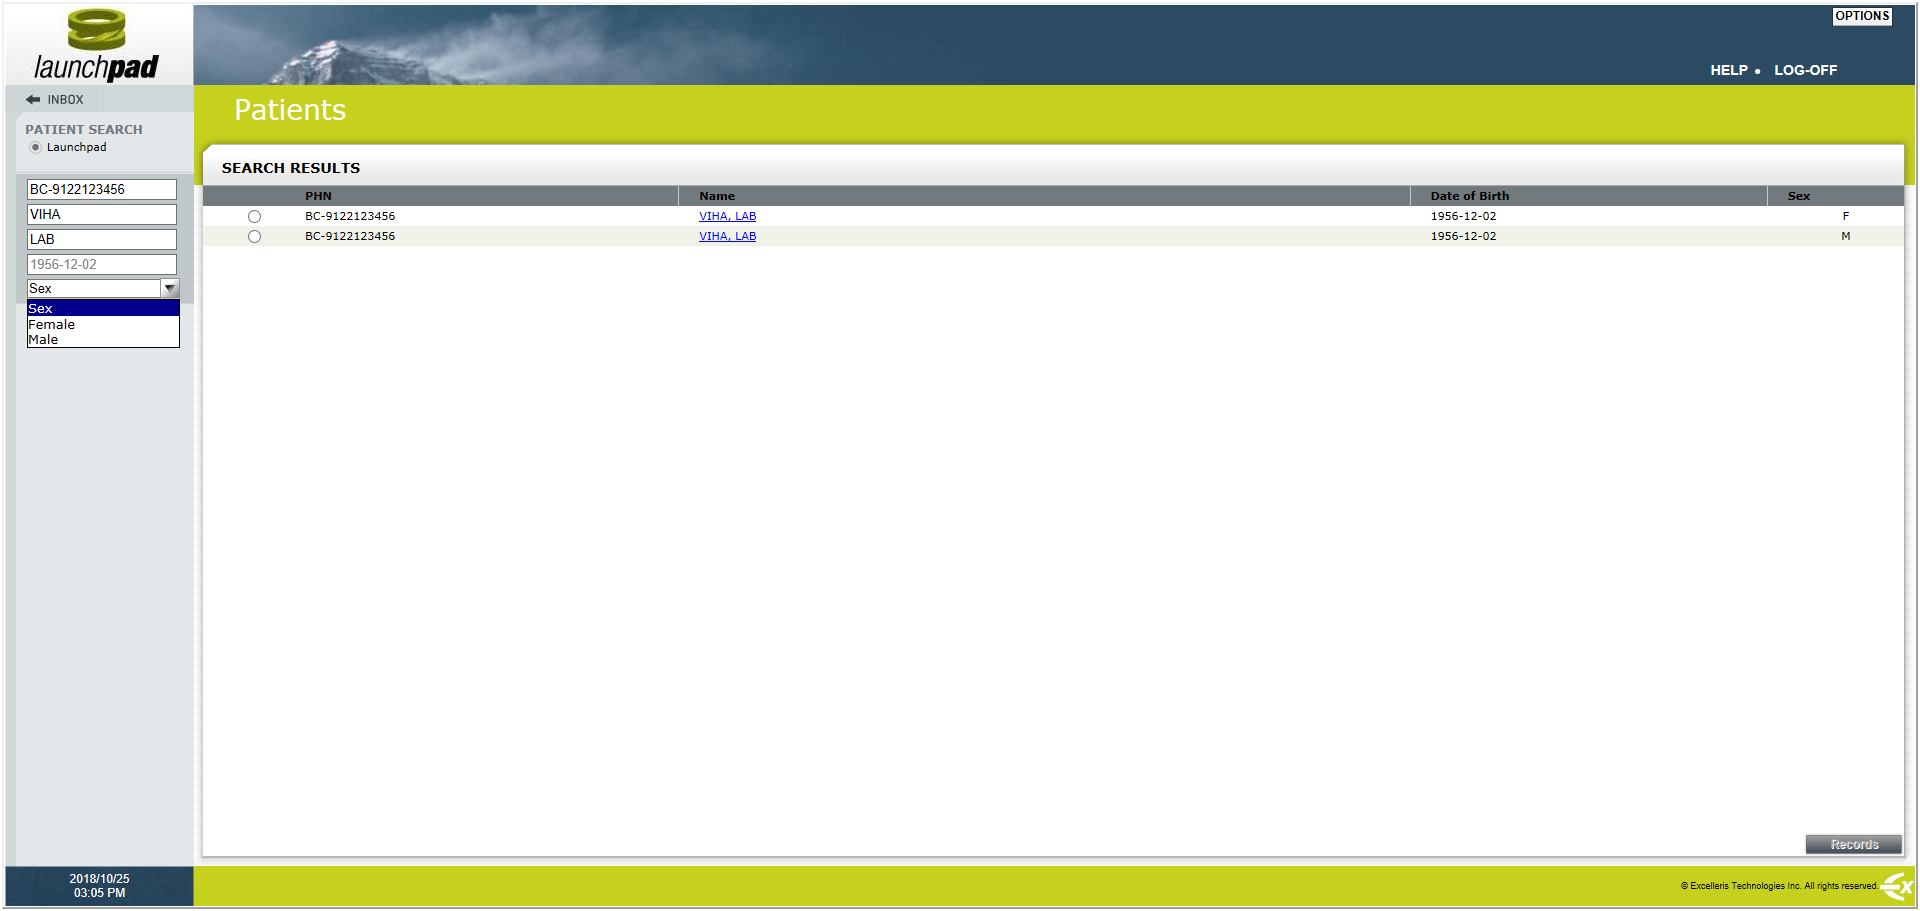 OPTIONS
launchpad
HELP • LOG-OFF
INBOX
Patients
PATIENT SEARCH
Launchpad
SEARCH RESULTS
BC-9122123456
VIHA
LAB
1956-12-02
Sex
Sex
Female
Male
PHN Name Date of Birth Sex
BC-9122123456 VIHA, LAB 1956-12-02 F
BC-9122123456 VIHA, LAB 1956-12-02 M
Records
2018/10/25
03:05 PM
© Excelleris Technologies Inc. All rights reserved.